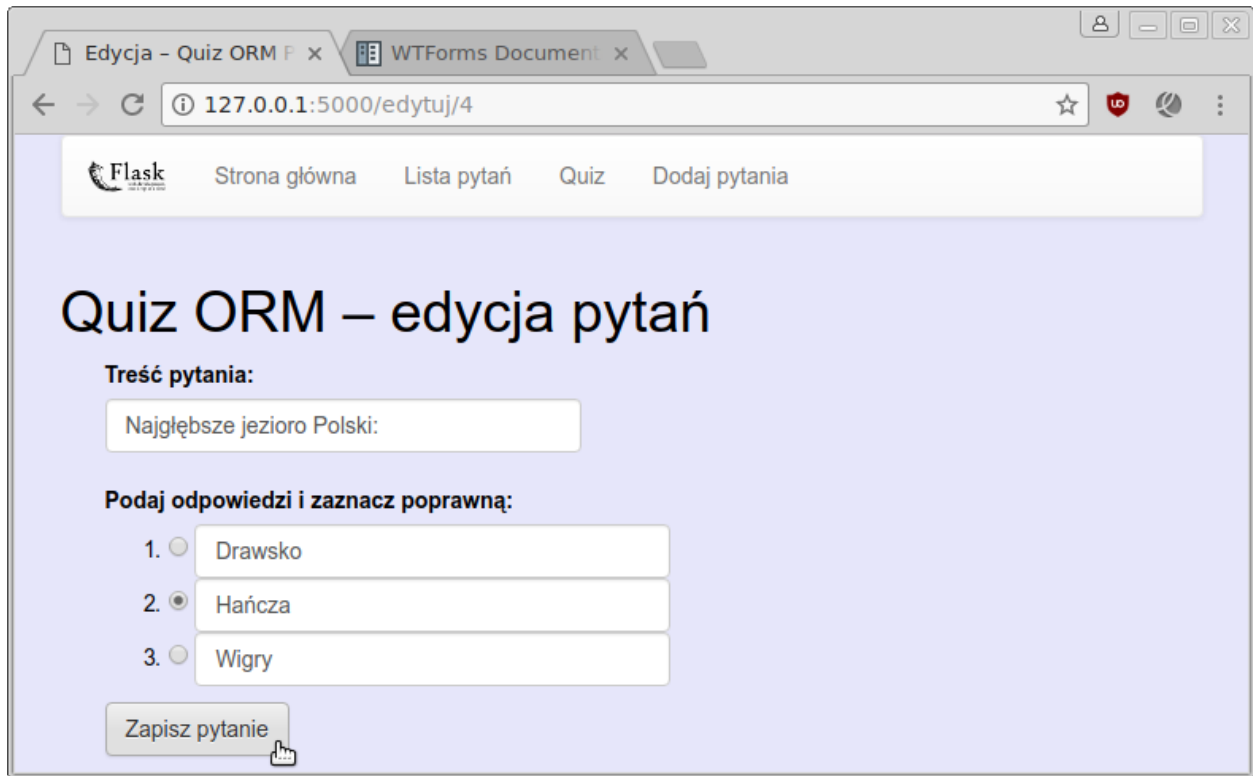 Edycja – Quiz ORM P
WTForms Document
127.0.0.1:5000/edytuj/4
Flask
Strona główna
Lista pytań
Quiz
Dodaj pytania
Quiz ORM – edycja pytań
Treść pytania:
Najgłębsze jezioro Polski:
Podaj odpowiedzi i zaznacz poprawną:
1. Drawsko
2. Hańcza
3. Wigry
Zapisz pytanie